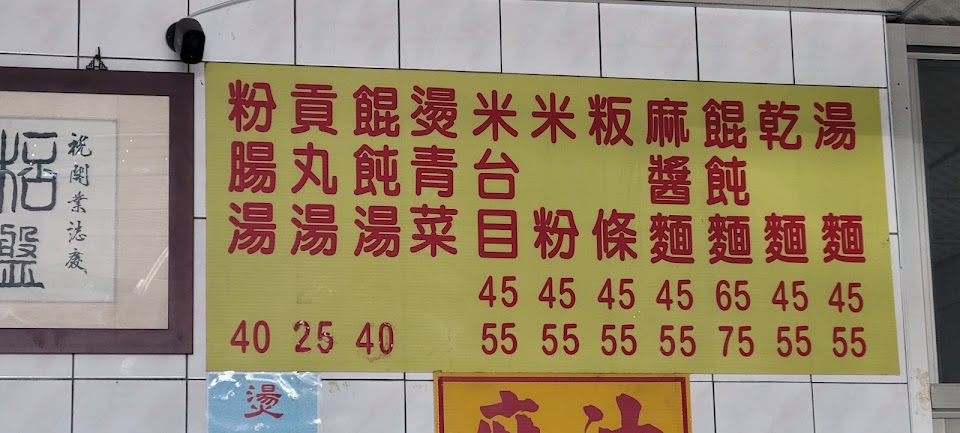 湯麵 45 55
乾麵 45 55
餛飩麵 65 75
麻醬麵 45 55
粄條 45 55
米粉 45 55
米台目 45 55
燙青菜
餛飩湯 40
貢丸湯 25
粉腸湯 40
祝開業誌慶
燙